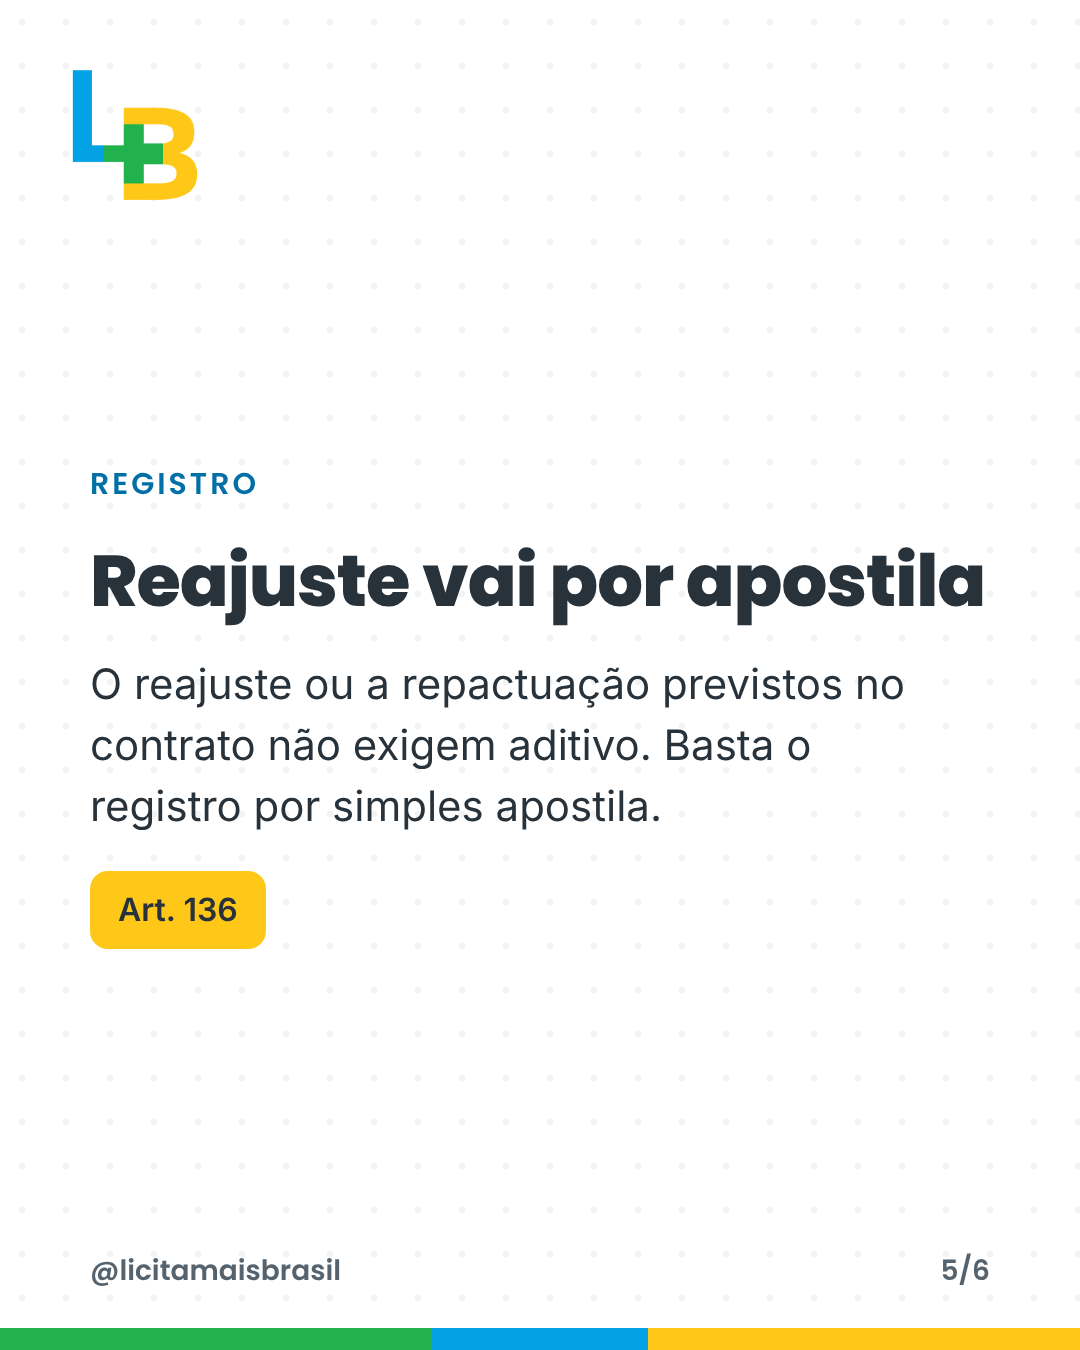 L+B
REGISTRO
Reajuste vai por apostila
O reajuste ou a repactuação previstos no
contrato não exigem aditivo. Basta o
registro por simples apostila.
Art. 136
@licitamaisbrasil
5/6